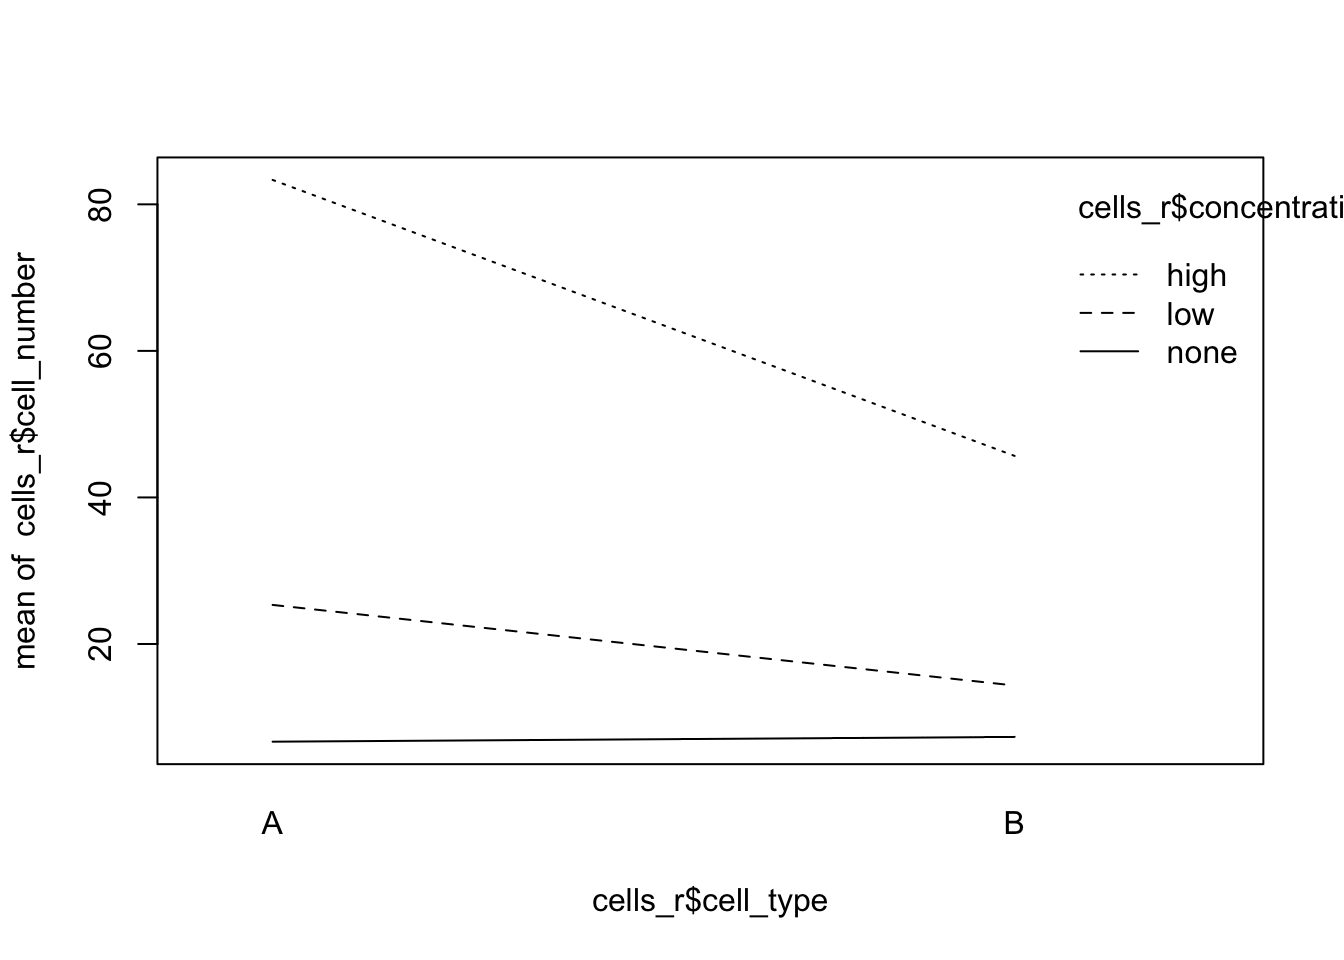 mean of  cells_r$cell_number
80
60
40
20
cells_r$concentrati
high
low
none
A
B
cells_r$cell_type